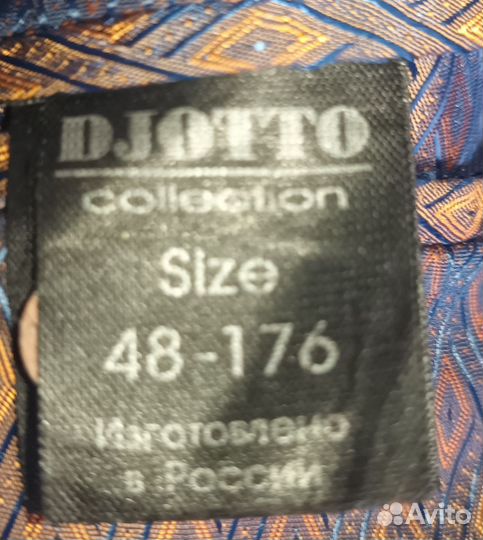 DJOTTO
collection
Size
48-176
Изготовлено
в России
Avito